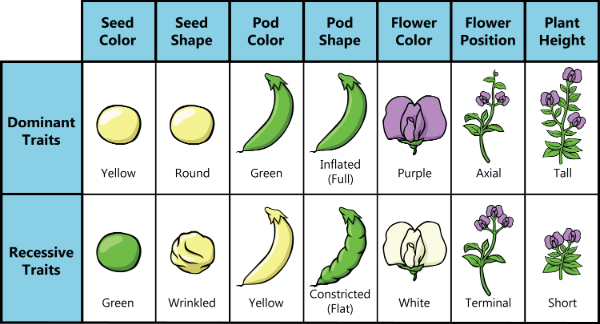 Seed Color
Seed Shape
Pod Color
Pod Shape
Flower Color
Flower Position
Plant Height
Dominant Traits
Yellow
Round
Green
Inflated (Full)
Purple
Axial
Tall
Recessive Traits
Green
Wrinkled
Yellow
Constricted (Flat)
White
Terminal
Short